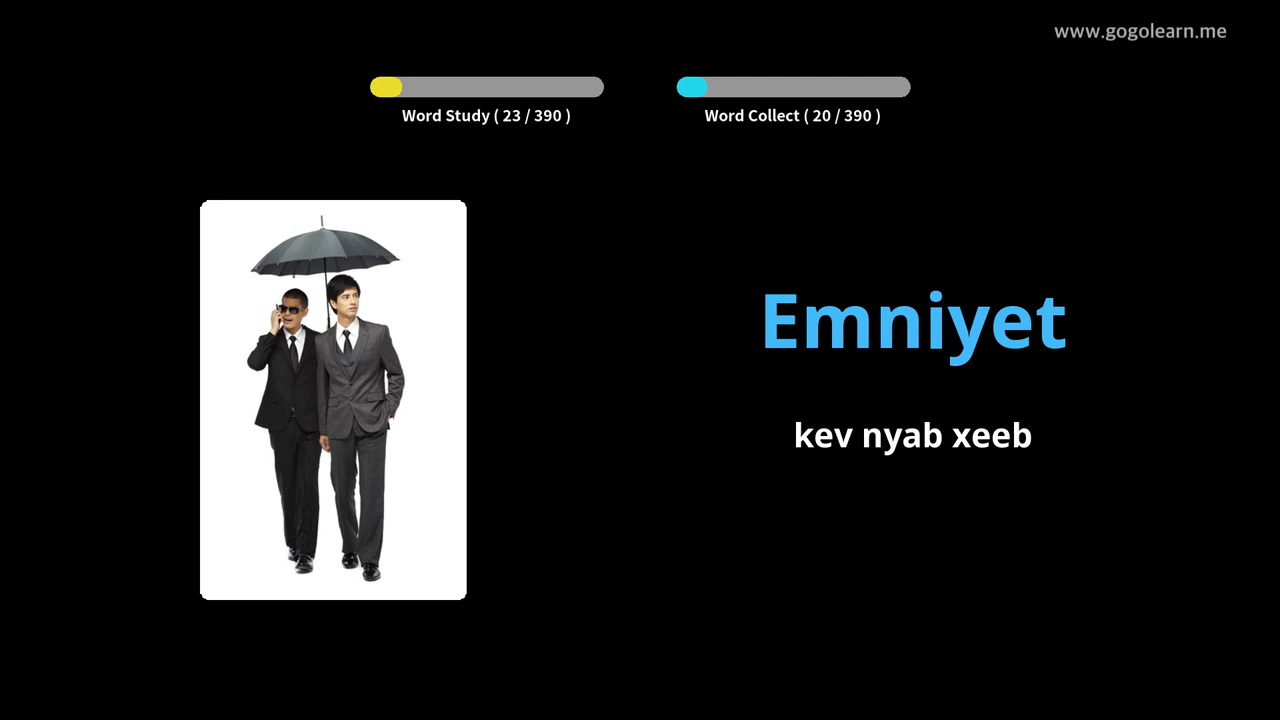 www.gogolearn.me
Word Study ( 23 / 390 )
Word Collect ( 20 / 390 )
Emniyet
kev nyab xeeb